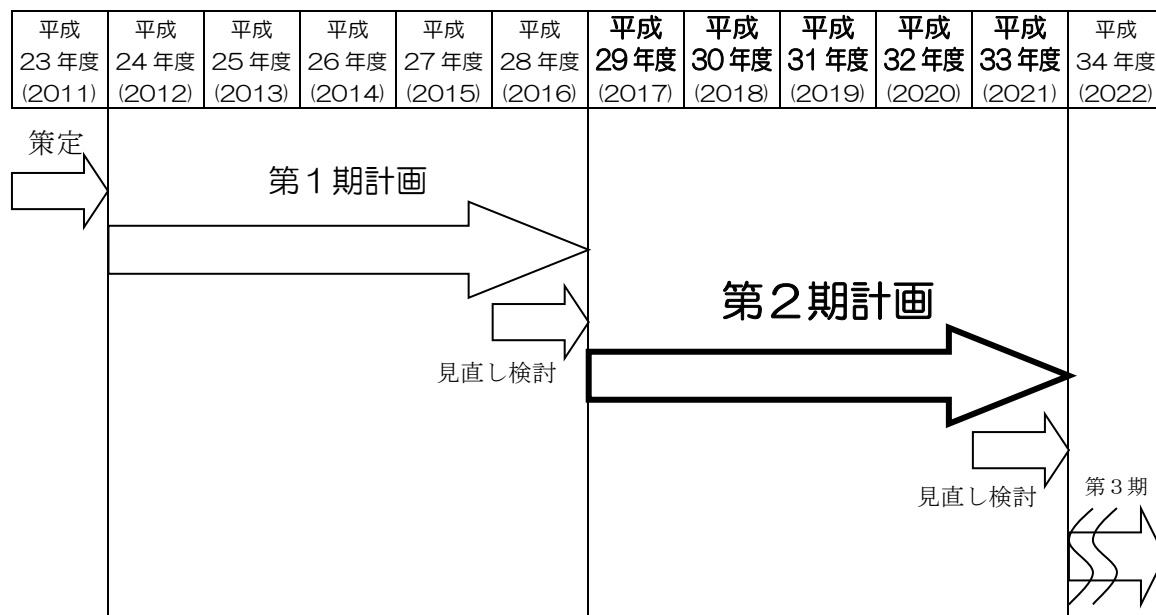 平成 平成 平成 平成 平成 平成 平成 平成 平成 平成 平成 平成
23年度 24年度 25年度 26年度 27年度 28年度 29年度 30年度 31年度 32年度 33年度 34年度
(2011) (2012) (2013) (2014) (2015) (2016) (2017) (2018) (2019) (2020) (2021) (2022)
策定
第1期計画
第2期計画
見直し検討
見直し検討
第3期